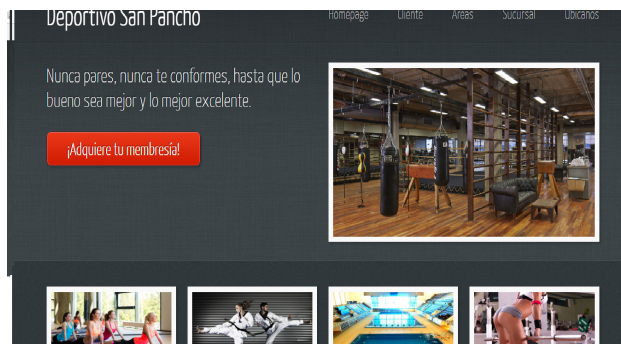 Deportivo San Pancho
Homepage Cliente Areas Sucursal Ubicanos
Nunca pares, nunca te conformes, hasta que lo
bueno sea mejor y lo mejor excelente.
¡Adquiere tu membresía!